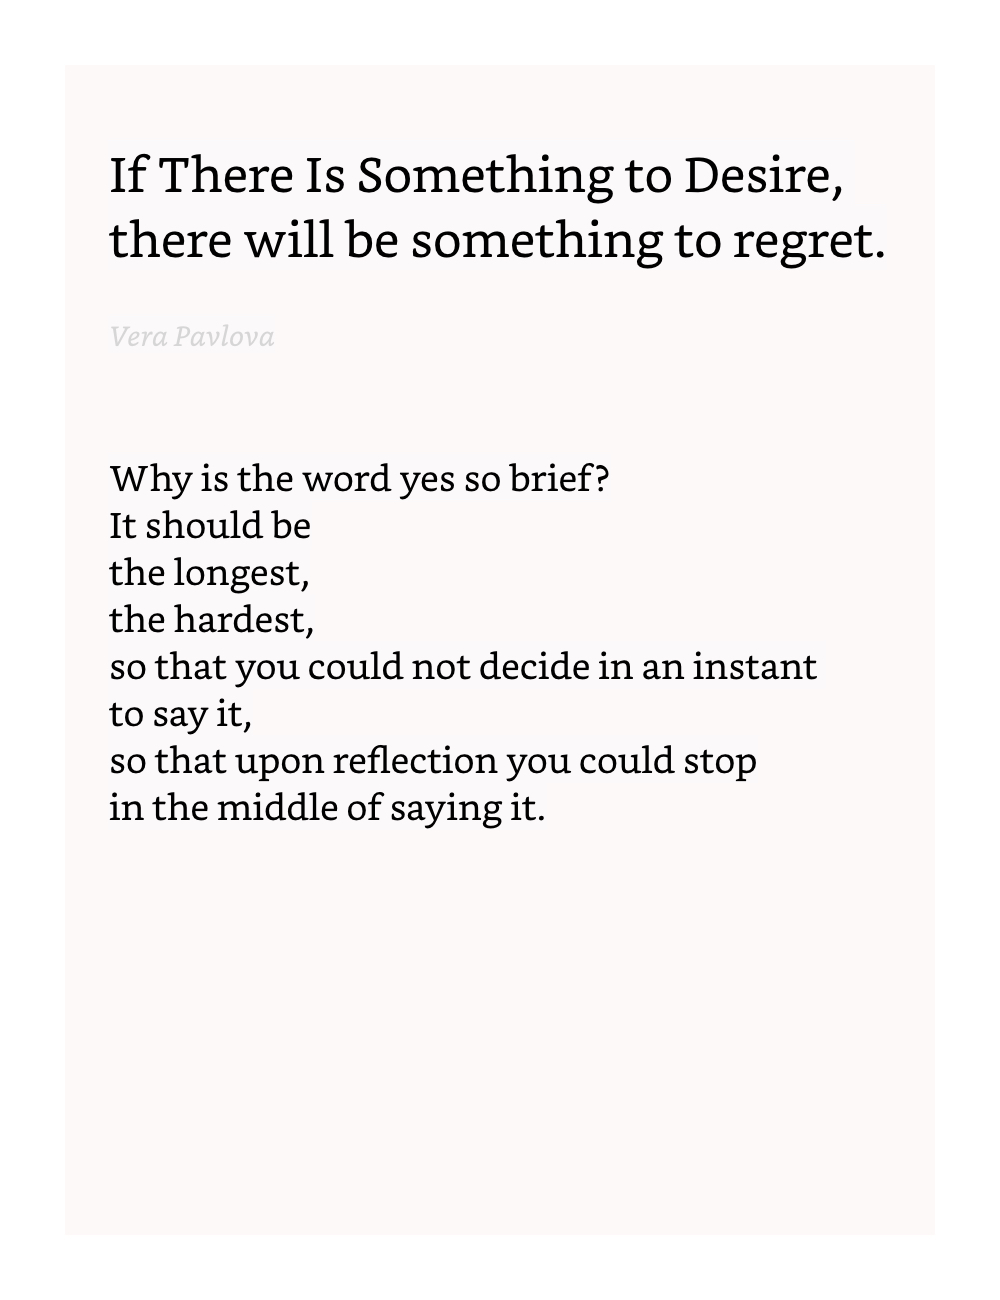 If There Is Something to Desire,
there will be something to regret.
Vera Pavlova
Why is the word yes so brief?
It should be
the longest,
the hardest,
so that you could not decide in an instant
to say it,
so that upon reflection you could stop
in the middle of saying it.